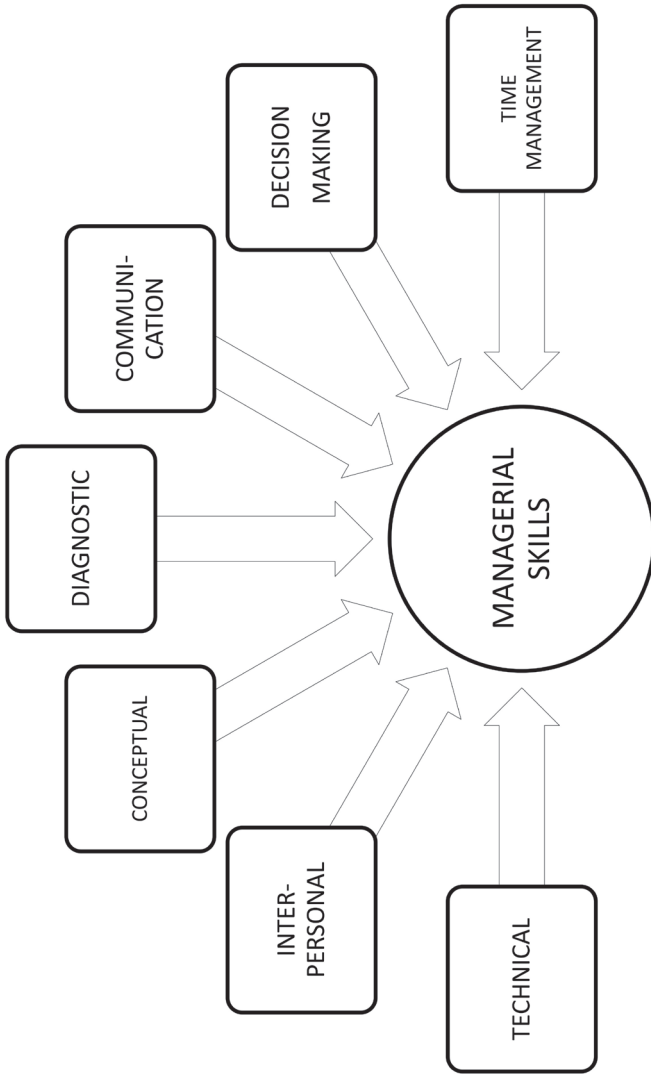 TECHNICAL
INTER-
PERSONAL
CONCEPTUAL
DIAGNOSTIC
COMMUNI-
CATION
DECISION
MAKING
TIME
MANAGEMENT
MANAGERIAL
SKILLS